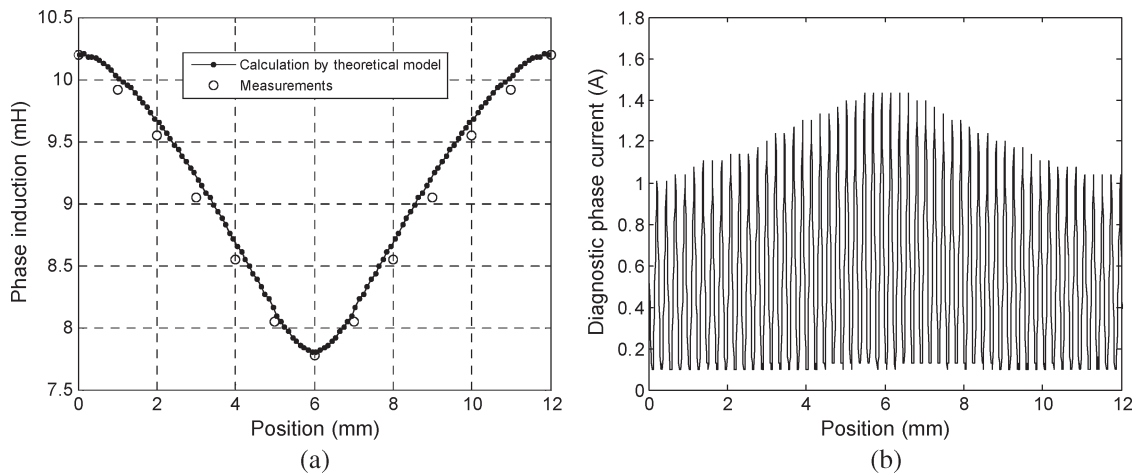 10.5
10
9.5
9
8.5
8
7.5
Phase induction (mH)
Calculation by theoretical model
Measurements
0 2 4 6 8 10 12
Position (mm)
(a)
1.8
1.6
1.4
1.2
1
0.8
0.6
0.4
0.2
0
Diagnostic phase current (A)
0 2 4 6 8 10 12
Position (mm)
(b)